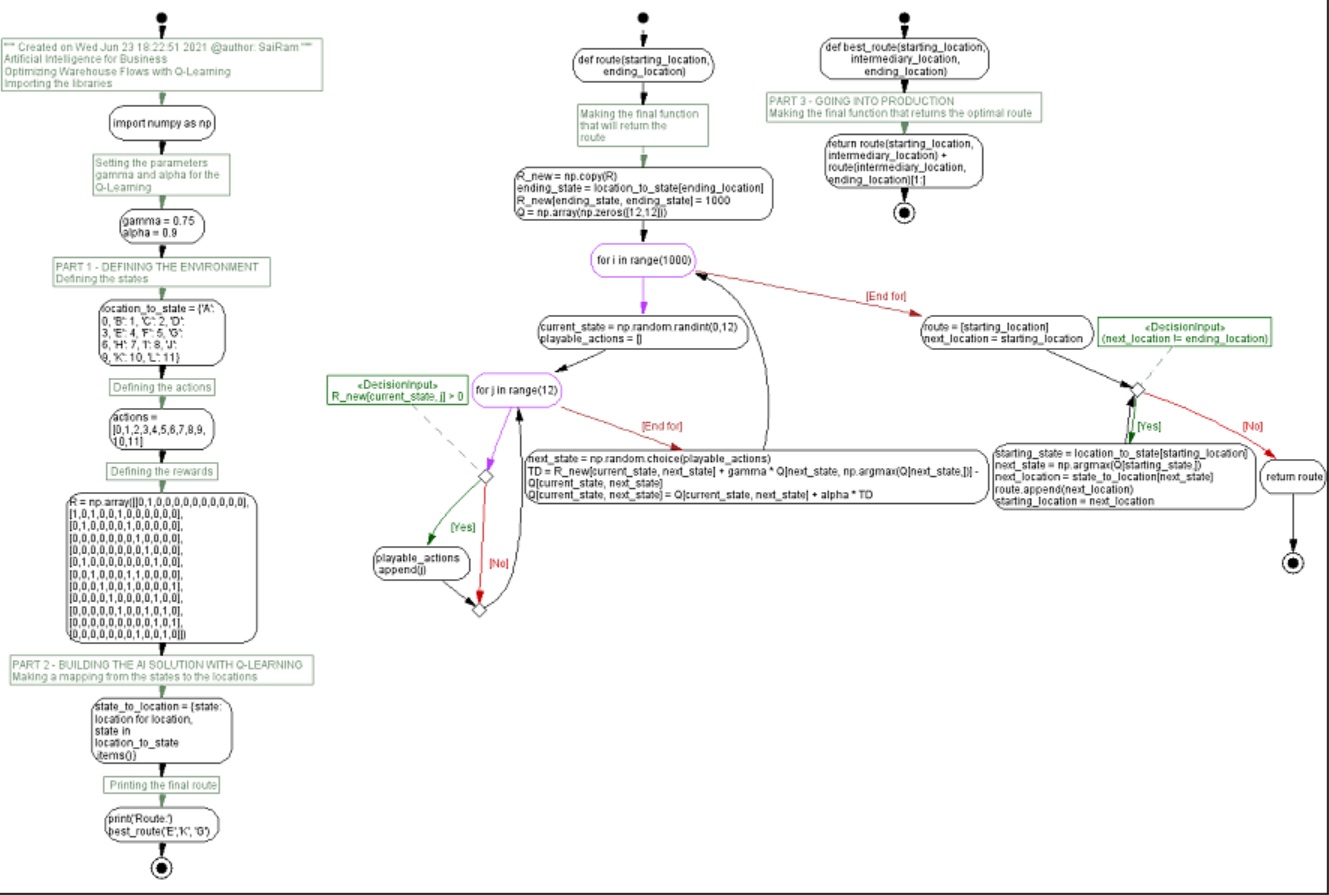 """" Created on Wed Jun 23 18:22:51 2021 @author: SaiRam """
Artificial Intelligence for Business
Optimizing Warehouse Flows with Q-Learning
Importing the libraries
import numpy as np
Setting the parameters
gamma and alpha for the
Q-Learning
gamma = 0.75
alpha = 0.9
PART 1 - DEFINING THE ENVIRONMENT
Defining the states
location_to_state = {'A':
0, 'B': 1, 'C': 2, 'D':
3, 'E': 4, 'F': 5, 'G':
6, 'H': 7, 'I': 8, 'J':
9, 'K': 10, 'L': 11}
Defining the actions
actions =
[0,1,2,3,4,5,6,7,8,9,
10,11]
Defining the rewards
R = np.array([[0,1,0,0,0,0,0,0,0,0,0,0],
[1,0,1,0,0,1,0,0,0,0,0,0],
[0,1,0,0,0,0,1,0,0,0,0,0],
[0,0,0,0,0,0,0,1,0,0,0,0],
[0,0,0,0,0,0,0,0,1,0,0,0],
[0,1,0,0,0,0,0,0,0,1,0,0],
[0,0,1,0,0,0,1,1,0,0,0,0],
[0,0,0,1,0,0,1,0,0,0,0,1],
[0,0,0,0,1,0,0,0,0,1,0,0],
[0,0,0,0,0,1,0,0,1,0,1,0],
[0,0,0,0,0,0,0,0,0,1,0,1],
[0,0,0,0,0,0,0,1,0,0,1,0]])
PART 2 - BUILDING THE AI SOLUTION WITH Q-LEARNING
Making a mapping from the states to the locations
state_to_location = {state:
location for location,
state in
location_to_state
.items()}
Printing the final route
print('Route:')
best_route('E','K', 'G')
def route(starting_location,
ending_location)
Making the final function
that will return the
route
R_new = np.copy(R)
ending_state = location_to_state[ending_location]
R_new[ending_state, ending_state] = 1000
Q = np.array(np.zeros([12,12]))
for i in range(1000)
[End for]
current_state = np.random.randint(0,12)
playable_actions = []
for j in range(12)
«DecisionInput»
R_new[current_state, j] > 0
[End for]
[Yes]
[No]
playable_actions
.append(j)
next_state = np.random.choice(playable_actions)
TD = R_new[current_state, next_state] + gamma * Q[next_state, np.argmax(Q[next_state,])] -
Q[current_state, next_state]
Q[current_state, next_state] = Q[current_state, next_state] + alpha * TD
route = [starting_location]
next_location = starting_location
«DecisionInput»
(next_location != ending_location)
[Yes]
[No]
starting_state = location_to_state[starting_location]
next_state = np.argmax(Q[starting_state,])
next_location = state_to_location[next_state]
route.append(next_location)
starting_location = next_location
return route
def best_route(starting_location,
intermediary_location,
ending_location)
PART 3 - GOING INTO PRODUCTION
Making the final function that returns the optimal route
return route(starting_location,
intermediary_location) +
route(intermediary_location,
ending_location)[1:]